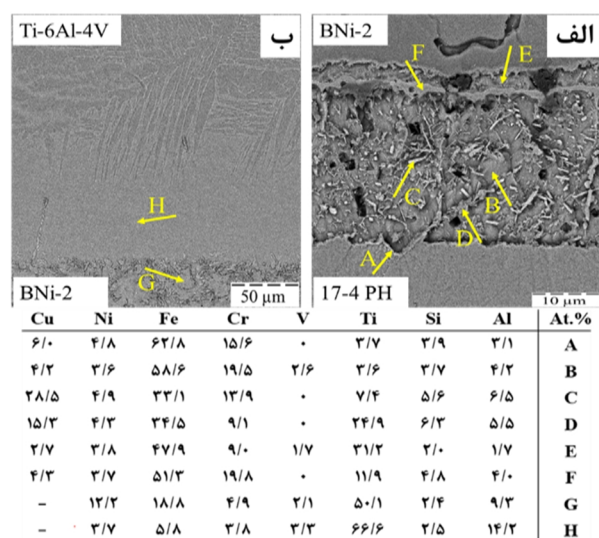 Ti-6Al-4V ب BNi-2 الف
F E
H C B D
G A
BNi-2 50 µm 17-4 PH 10 µm
Cu Ni Fe Cr V Ti Si Al At.%
۶/۰ ۴/۸ ۶۲/۸ ۱۵/۶ ۰ ۳/۷ ۳/۹ ۳/۱ A
۴/۲ ۳/۶ ۵۸/۶ ۱۹/۵ ۲/۶ ۳/۶ ۳/۷ ۴/۲ B
۲۸/۵ ۴/۹ ۳۳/۱ ۱۳/۹ ۰ ۷/۴ ۵/۶ ۶/۵ C
۱۵/۳ ۴/۳ ۳۴/۵ ۹/۱ ۰ ۲۴/۹ ۶/۳ ۵/۵ D
۲/۷ ۳/۸ ۴۷/۹ ۹/۰ ۱/۷ ۳۱/۲ ۲/۰ ۱/۷ E
۴/۳ ۳/۷ ۵۱/۳ ۱۹/۸ ۰ ۱۱/۹ ۴/۸ ۴/۰ F
– ۱۲/۲ ۱۸/۸ ۴/۹ ۲/۱ ۵۰/۱ ۲/۴ ۹/۳ G
– ۳/۷ ۵/۸ ۳/۸ ۳/۳ ۶۶/۶ ۲/۵ ۱۴/۲ H